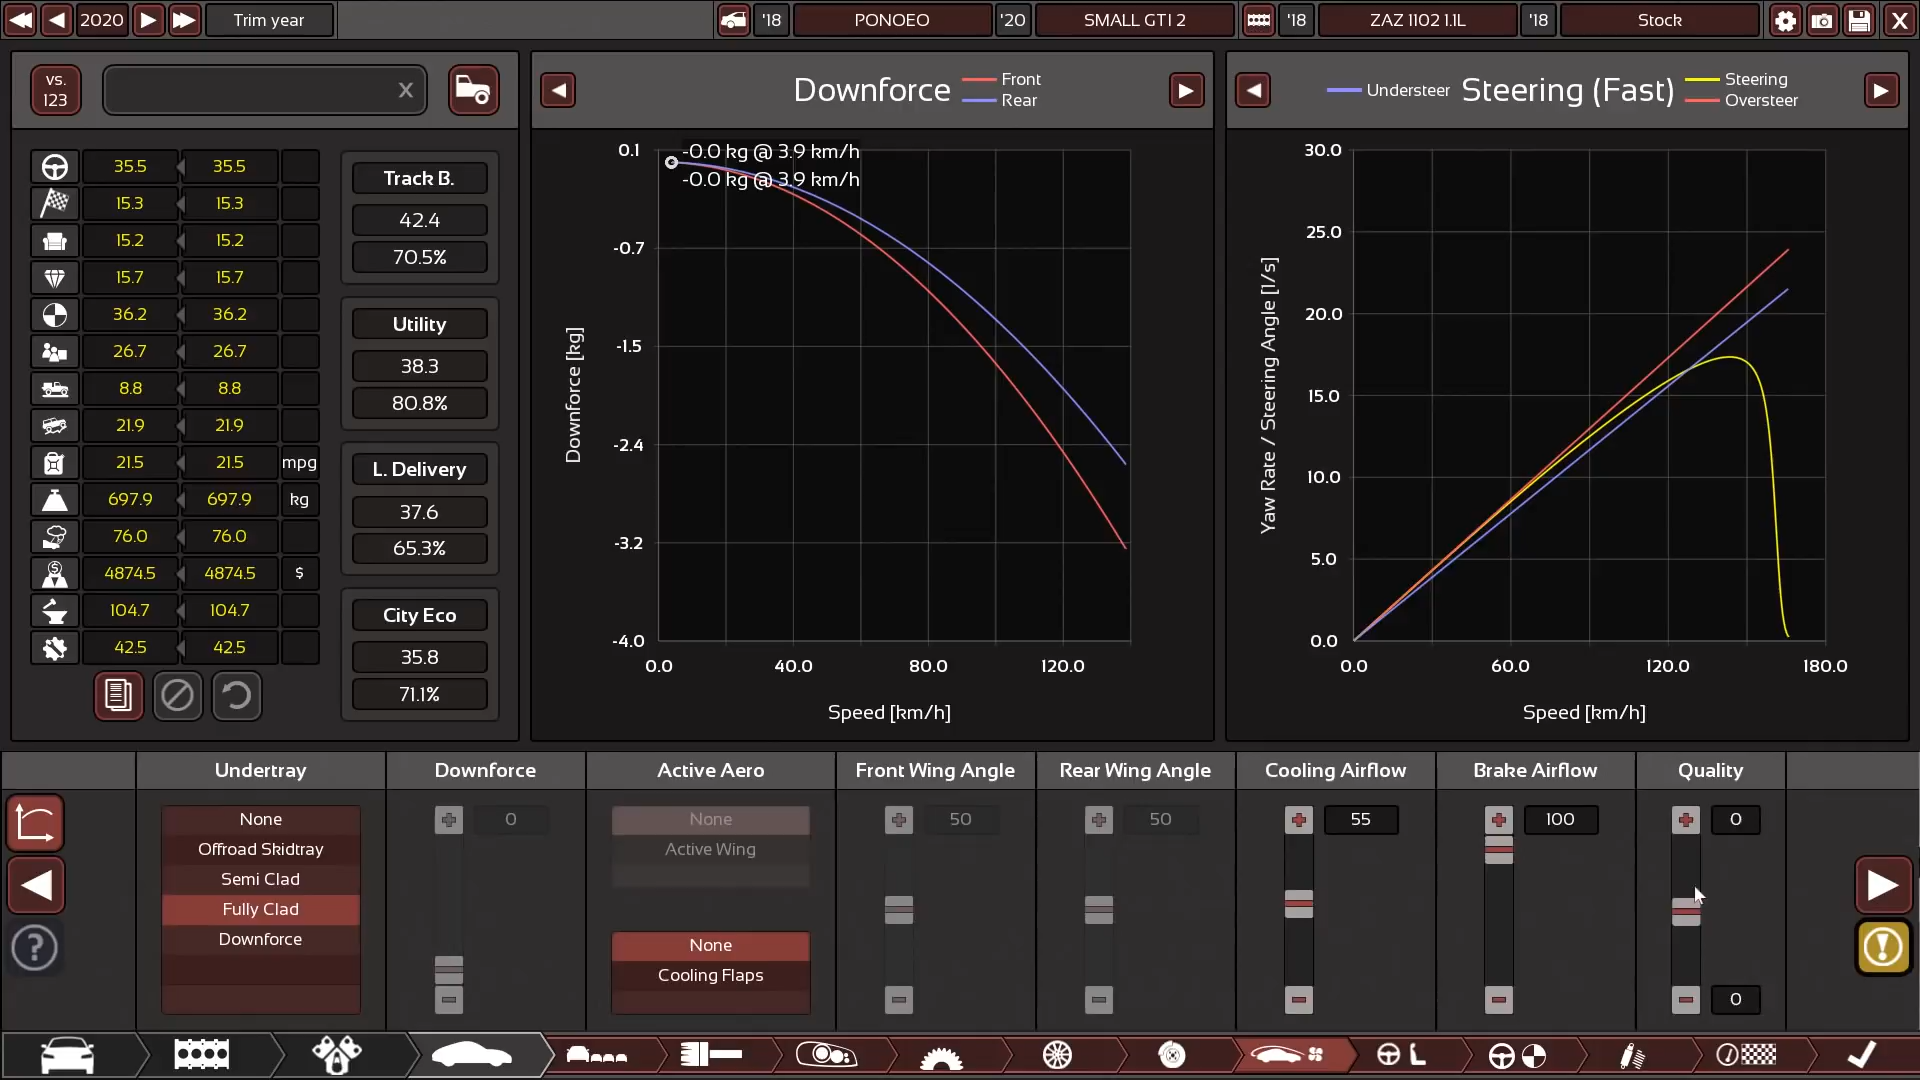 2020
Trim year
'18
PONOEO
'20
SMALL GTI 2
'18
ZAZ 1102 1.1L
'18
Stock
X
vs.
123
X
35.5 35.5
15.3 15.3
15.2 15.2
15.7 15.7
36.2 36.2
26.7 26.7
8.8 8.8
21.9 21.9
21.5 21.5 mpg
697.9 697.9 kg
76.0 76.0
4874.5 4874.5 $
104.7 104.7
42.5 42.5
Track B.
42.4
70.5%
Utility
38.3
80.8%
L. Delivery
37.6
65.3%
City Eco
35.8
71.1%
Downforce
Front
Rear
-0.0 kg @ 3.9 km/h
-0.0 kg @ 3.9 km/h
0.1
-0.7
-1.5
-2.4
-3.2
-4.0
Downforce [kg]
0.0 40.0 80.0 120.0
Speed [km/h]
Understeer
Steering (Fast)
Steering
Oversteer
30.0
25.0
20.0
15.0
10.0
5.0
0.0
Yaw Rate / Steering Angle [1/s]
0.0 60.0 120.0 180.0
Speed [km/h]
Undertray
None
Offroad Skidtray
Semi Clad
Fully Clad
Downforce
Downforce
0
Active Aero
None
Active Wing
None
Cooling Flaps
Front Wing Angle
50
Rear Wing Angle
50
Cooling Airflow
55
Brake Airflow
100
Quality
0
0
?